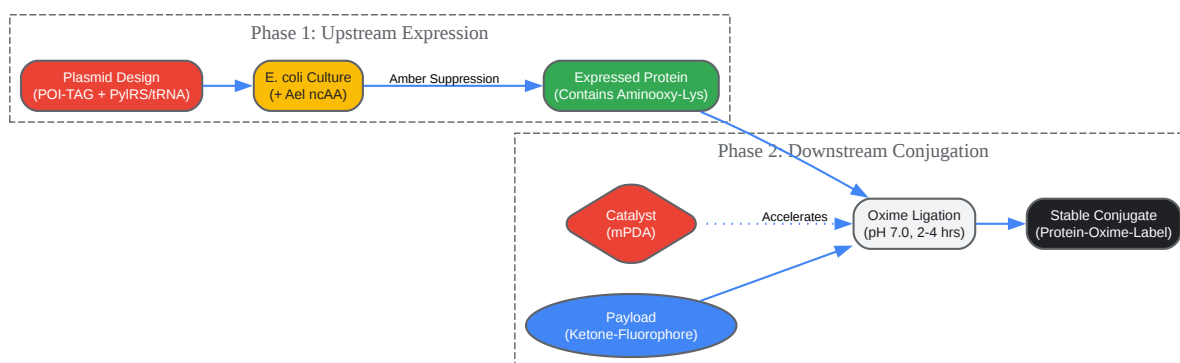 Phase 1: Upstream Expression
Plasmid Design
(POI-TAG + PylRS/tRNA)
E. coli Culture
(+ Ael ncAA)
Amber Suppression
Expressed Protein
(Contains Aminooxy-Lys)
Phase 2: Downstream Conjugation
Catalyst
(mPDA)
Accelerates
Oxime Ligation
(pH 7.0, 2-4 hrs)
Stable Conjugate
(Protein-Oxime-Label)
Payload
(Ketone-Fluorophore)